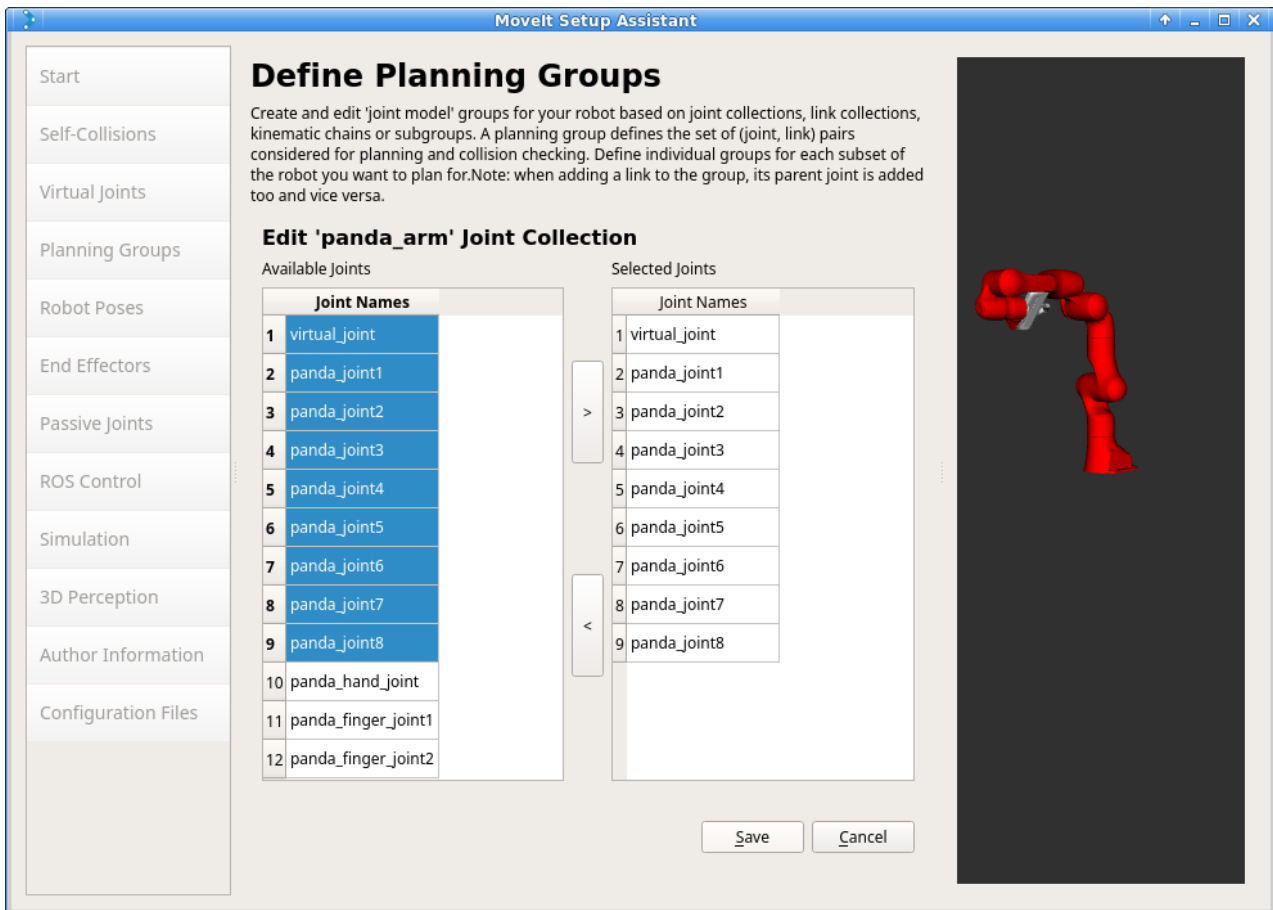 MoveIt Setup Assistant
Start
Self-Collisions
Virtual Joints
Planning Groups
Robot Poses
End Effectors
Passive Joints
ROS Control
Simulation
3D Perception
Author Information
Configuration Files
Define Planning Groups
Create and edit 'joint model' groups for your robot based on joint collections, link collections,
kinematic chains or subgroups. A planning group defines the set of (joint, link) pairs
considered for planning and collision checking. Define individual groups for each subset of
the robot you want to plan for.Note: when adding a link to the group, its parent joint is added
too and vice versa.
Edit 'panda_arm' Joint Collection
Available Joints
Joint Names
1 virtual_joint
2 panda_joint1
3 panda_joint2
4 panda_joint3
5 panda_joint4
6 panda_joint5
7 panda_joint6
8 panda_joint7
9 panda_joint8
10 panda_hand_joint
11 panda_finger_joint1
12 panda_finger_joint2
>
<
Selected Joints
Joint Names
1 virtual_joint
2 panda_joint1
3 panda_joint2
4 panda_joint3
5 panda_joint4
6 panda_joint5
7 panda_joint6
8 panda_joint7
9 panda_joint8
Save
Cancel